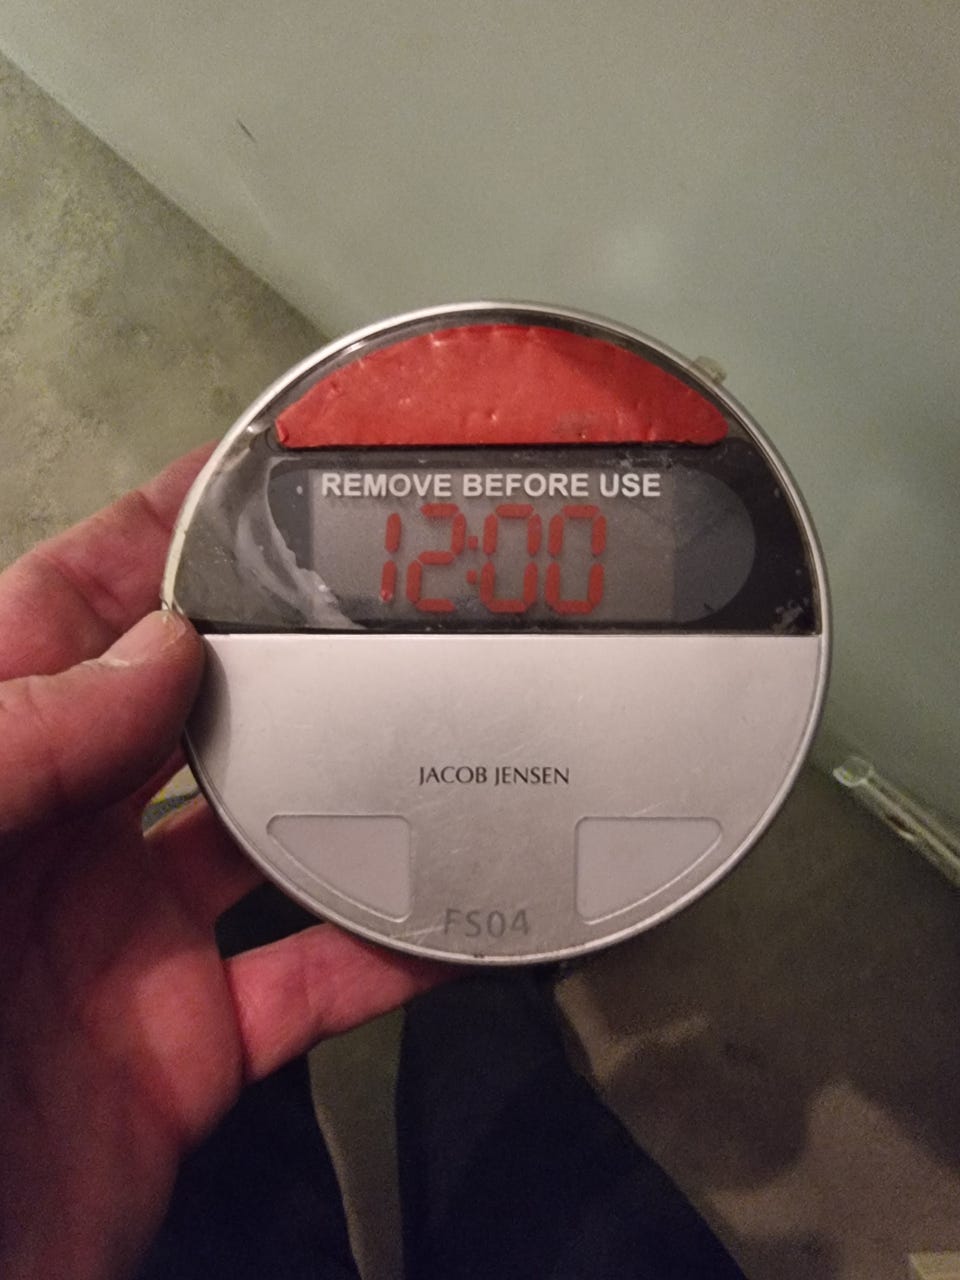 REMOVE BEFORE USE
12:00
JACOB JENSEN
FS04